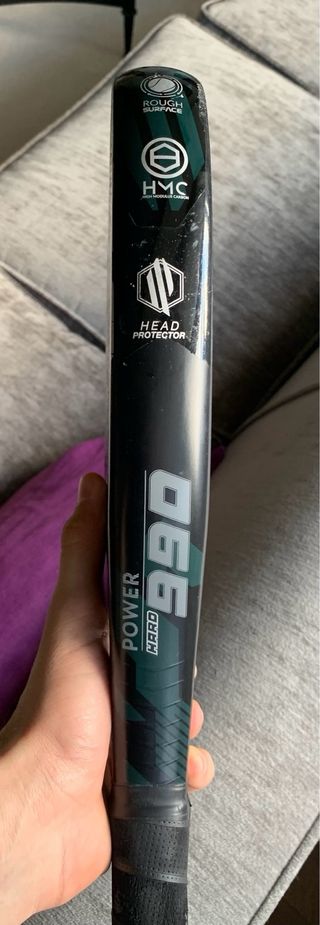 ROUGH
SURFACE
HMC
HIGH MODULUS CARBON
HEAD
PROTECTOR
POWER
HARD
990